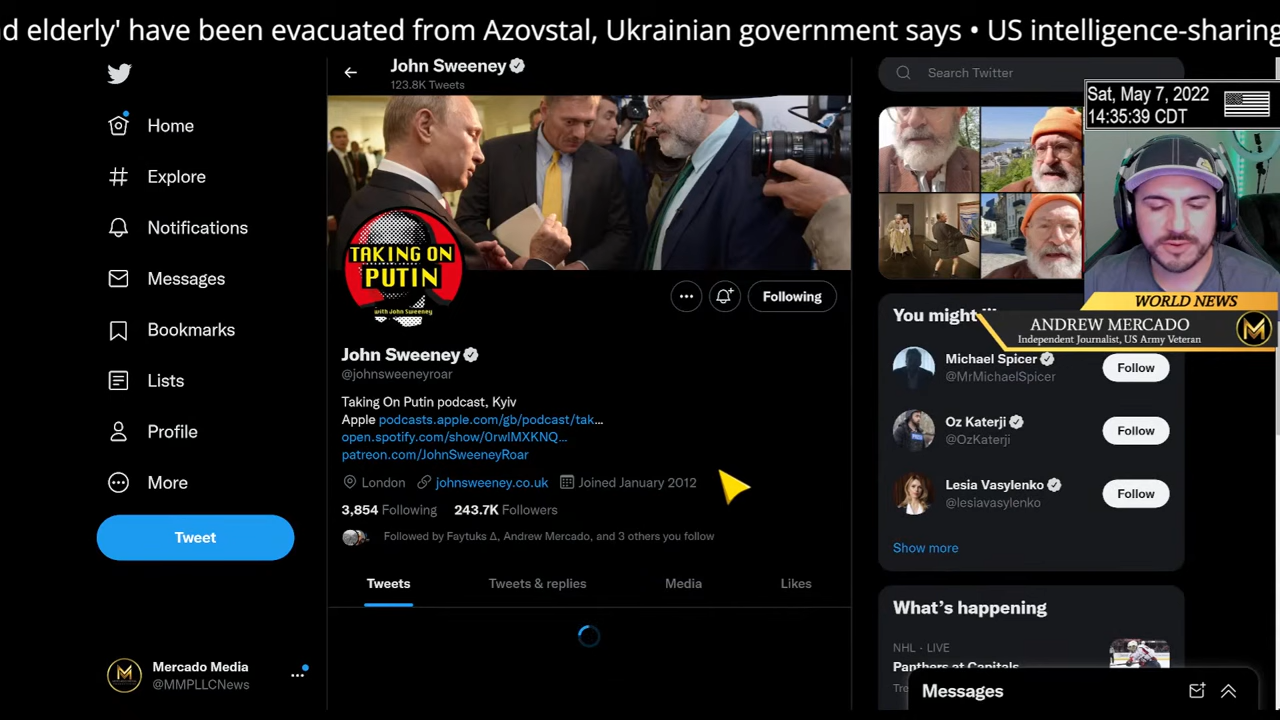 d elderly' have been evacuated from Azovstal, Ukrainian government says • US intelligence-sharing
John Sweeney
123.8K Tweets
Search Twitter
Sat, May 7, 2022
14:35:39 CDT
Home
Explore
Notifications
Messages
Bookmarks
Lists
Profile
More
Tweet
TAKING ON
PUTIN
with John Sweeney
Following
John Sweeney
@johnsweeneyroar
Taking On Putin podcast, Kyiv
Apple podcasts.apple.com/gb/podcast/tak…
open.spotify.com/show/0rwlMXKNQ…
patreon.com/JohnSweeneyRoar
London johnsweeney.co.uk Joined January 2012
3,854 Following 243.7K Followers
Followed by Faytuks Δ, Andrew Mercado, and 3 others you follow
Tweets Tweets & replies Media Likes
WORLD NEWS
ANDREW MERCADO
Independent Journalist, US Army Veteran
M
You might
Michael Spicer
@MrMichaelSpicer
Follow
Oz Katerji
@OzKaterji
Follow
Lesia Vasylenko
@lesiavasylenko
Follow
Show more
What's happening
NHL · LIVE
Panthers at Capitals
Messages
M
Mercado Media
@MMPLLCNews